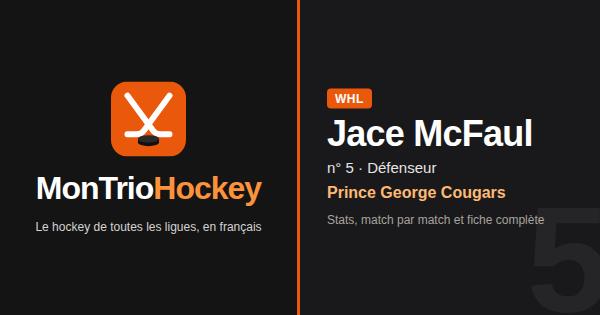 MonTrioHockey
Le hockey de toutes les ligues, en français
WHL
Jace McFaul
n° 5 · Défenseur
Prince George Cougars
Stats, match par match et fiche complète
5